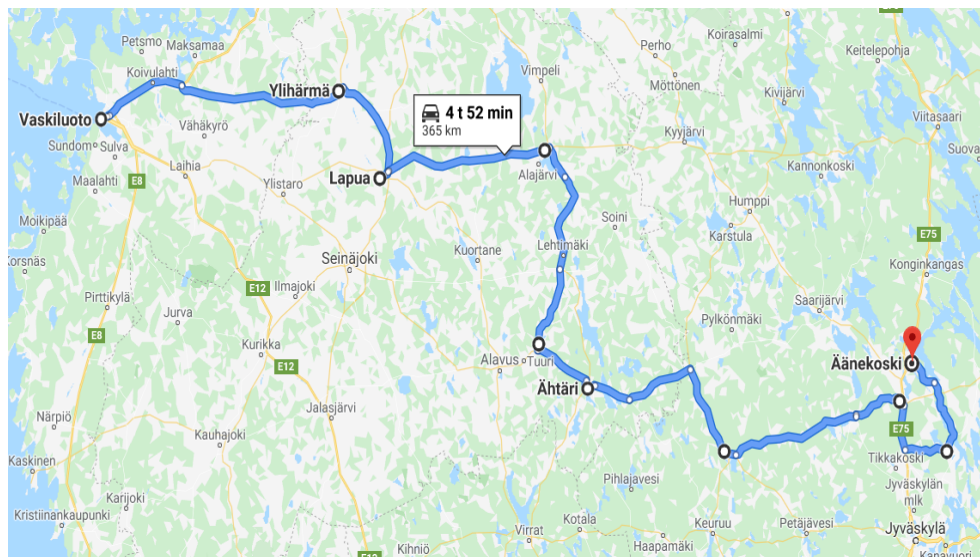 E75
Petsmo
Maksamaa
Koirasalmi
Perho
Keitelepohja
Koivulahti
Vimpeli
Möttönen
Ylihärmä
Kivijärvi
4 t 52 min
365 km
Viitasaari
Vaskiluoto
Vähäkyrö
Kyyjärvi
Sundom
Sulva
Suova
Laihia
Kannonkoski
Alajärvi
Maalahti
E8
Ylistaro
Lapua
Humppi
Moikipää
Soini
Karstula
E75
Kuortane
Lehtimäki
Korsnäs
Seinäjoki
Konginkangas
E12
Ilmajoki
Pirttikylä
Saarijärvi
Jurva
Pylkönmäki
E8
Kurikka
Alavus
Tuuri
Äänekoski
E12
Ähtäri
Jalasjärvi
Närpiö
E75
Kauhajoki
Tikkakoski
Kaskinen
Pihlajavesi
Jyväskylän
mlk
Karijoki
Kristiinankaupunki
Virrat
Kotala
Keuruu
Petäjävesi
Jyväskylä
Kihniö
Haapamäki
Kanavuori
E12